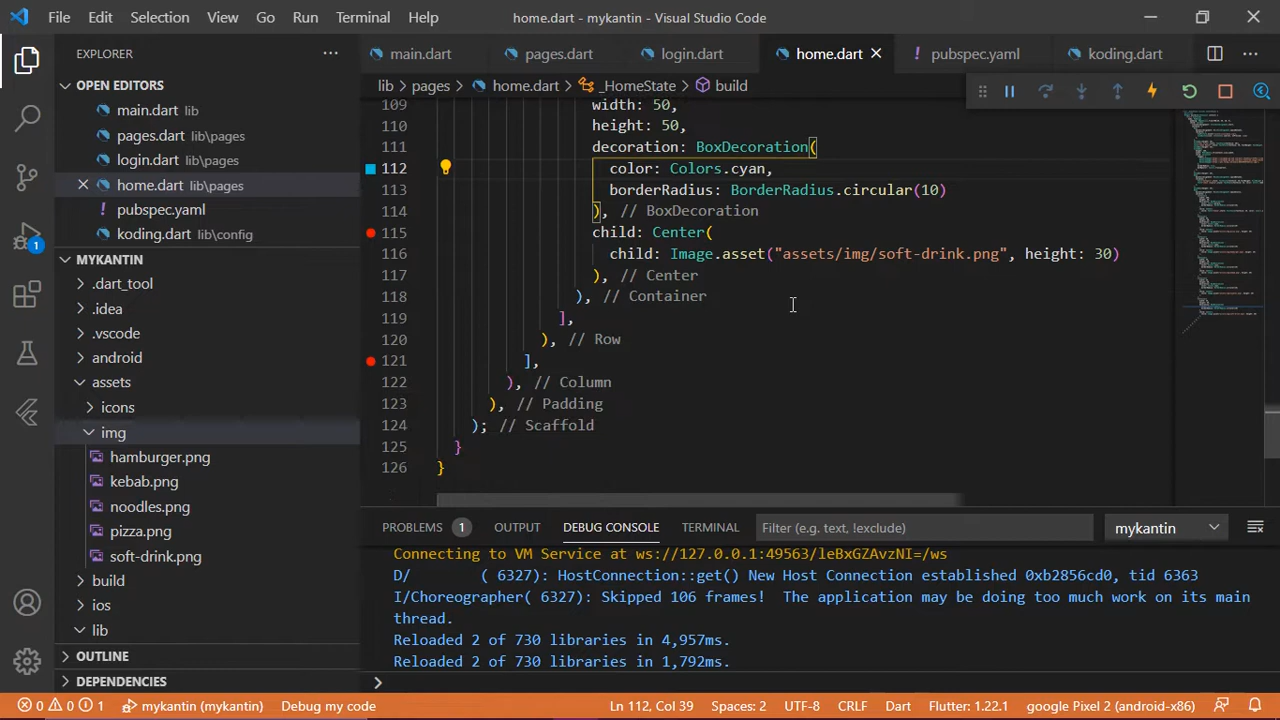 File Edit Selection View Go Run Terminal Help home.dart - mykantin - Visual Studio Code
EXPLORER
OPEN EDITORS
main.dart lib
pages.dart lib\pages
login.dart lib\pages
home.dart lib\pages
pubspec.yaml
koding.dart lib\config
MYKANTIN
.dart_tool
.idea
.vscode
android
assets
icons
img
hamburger.png
kebab.png
noodles.png
pizza.png
soft-drink.png
build
ios
lib
OUTLINE
DEPENDENCIES
1
main.dart pages.dart login.dart home.dart pubspec.yaml koding.dart
lib > pages > home.dart > _HomeState > build
109 width: 50,
110 height: 50,
111 decoration: BoxDecoration(
112 color: Colors.cyan,
113 borderRadius: BorderRadius.circular(10)
114 ), // BoxDecoration
115 child: Center(
116 child: Image.asset("assets/img/soft-drink.png", height: 30)
117 ), // Center
118 ), // Container
119 ],
120 ), // Row
121 ],
122 ), // Column
123 ), // Padding
124 ); // Scaffold
125 }
126 }
PROBLEMS 1 OUTPUT DEBUG CONSOLE TERMINAL Filter (e.g. text, !exclude) mykantin
Connecting to VM Service at ws://127.0.0.1:49563/leBxGZAvzNI=/ws
D/ ( 6327): HostConnection::get() New Host Connection established 0xb2856cd0, tid 6363
I/Choreographer( 6327): Skipped 106 frames! The application may be doing too much work on its main
thread.
Reloaded 2 of 730 libraries in 4,957ms.
Reloaded 2 of 730 libraries in 1,792ms.
>
0 0 1 mykantin (mykantin) Debug my code Ln 112, Col 39 Spaces: 2 UTF-8 CRLF Dart Flutter: 1.22.1 google Pixel 2 (android-x86)